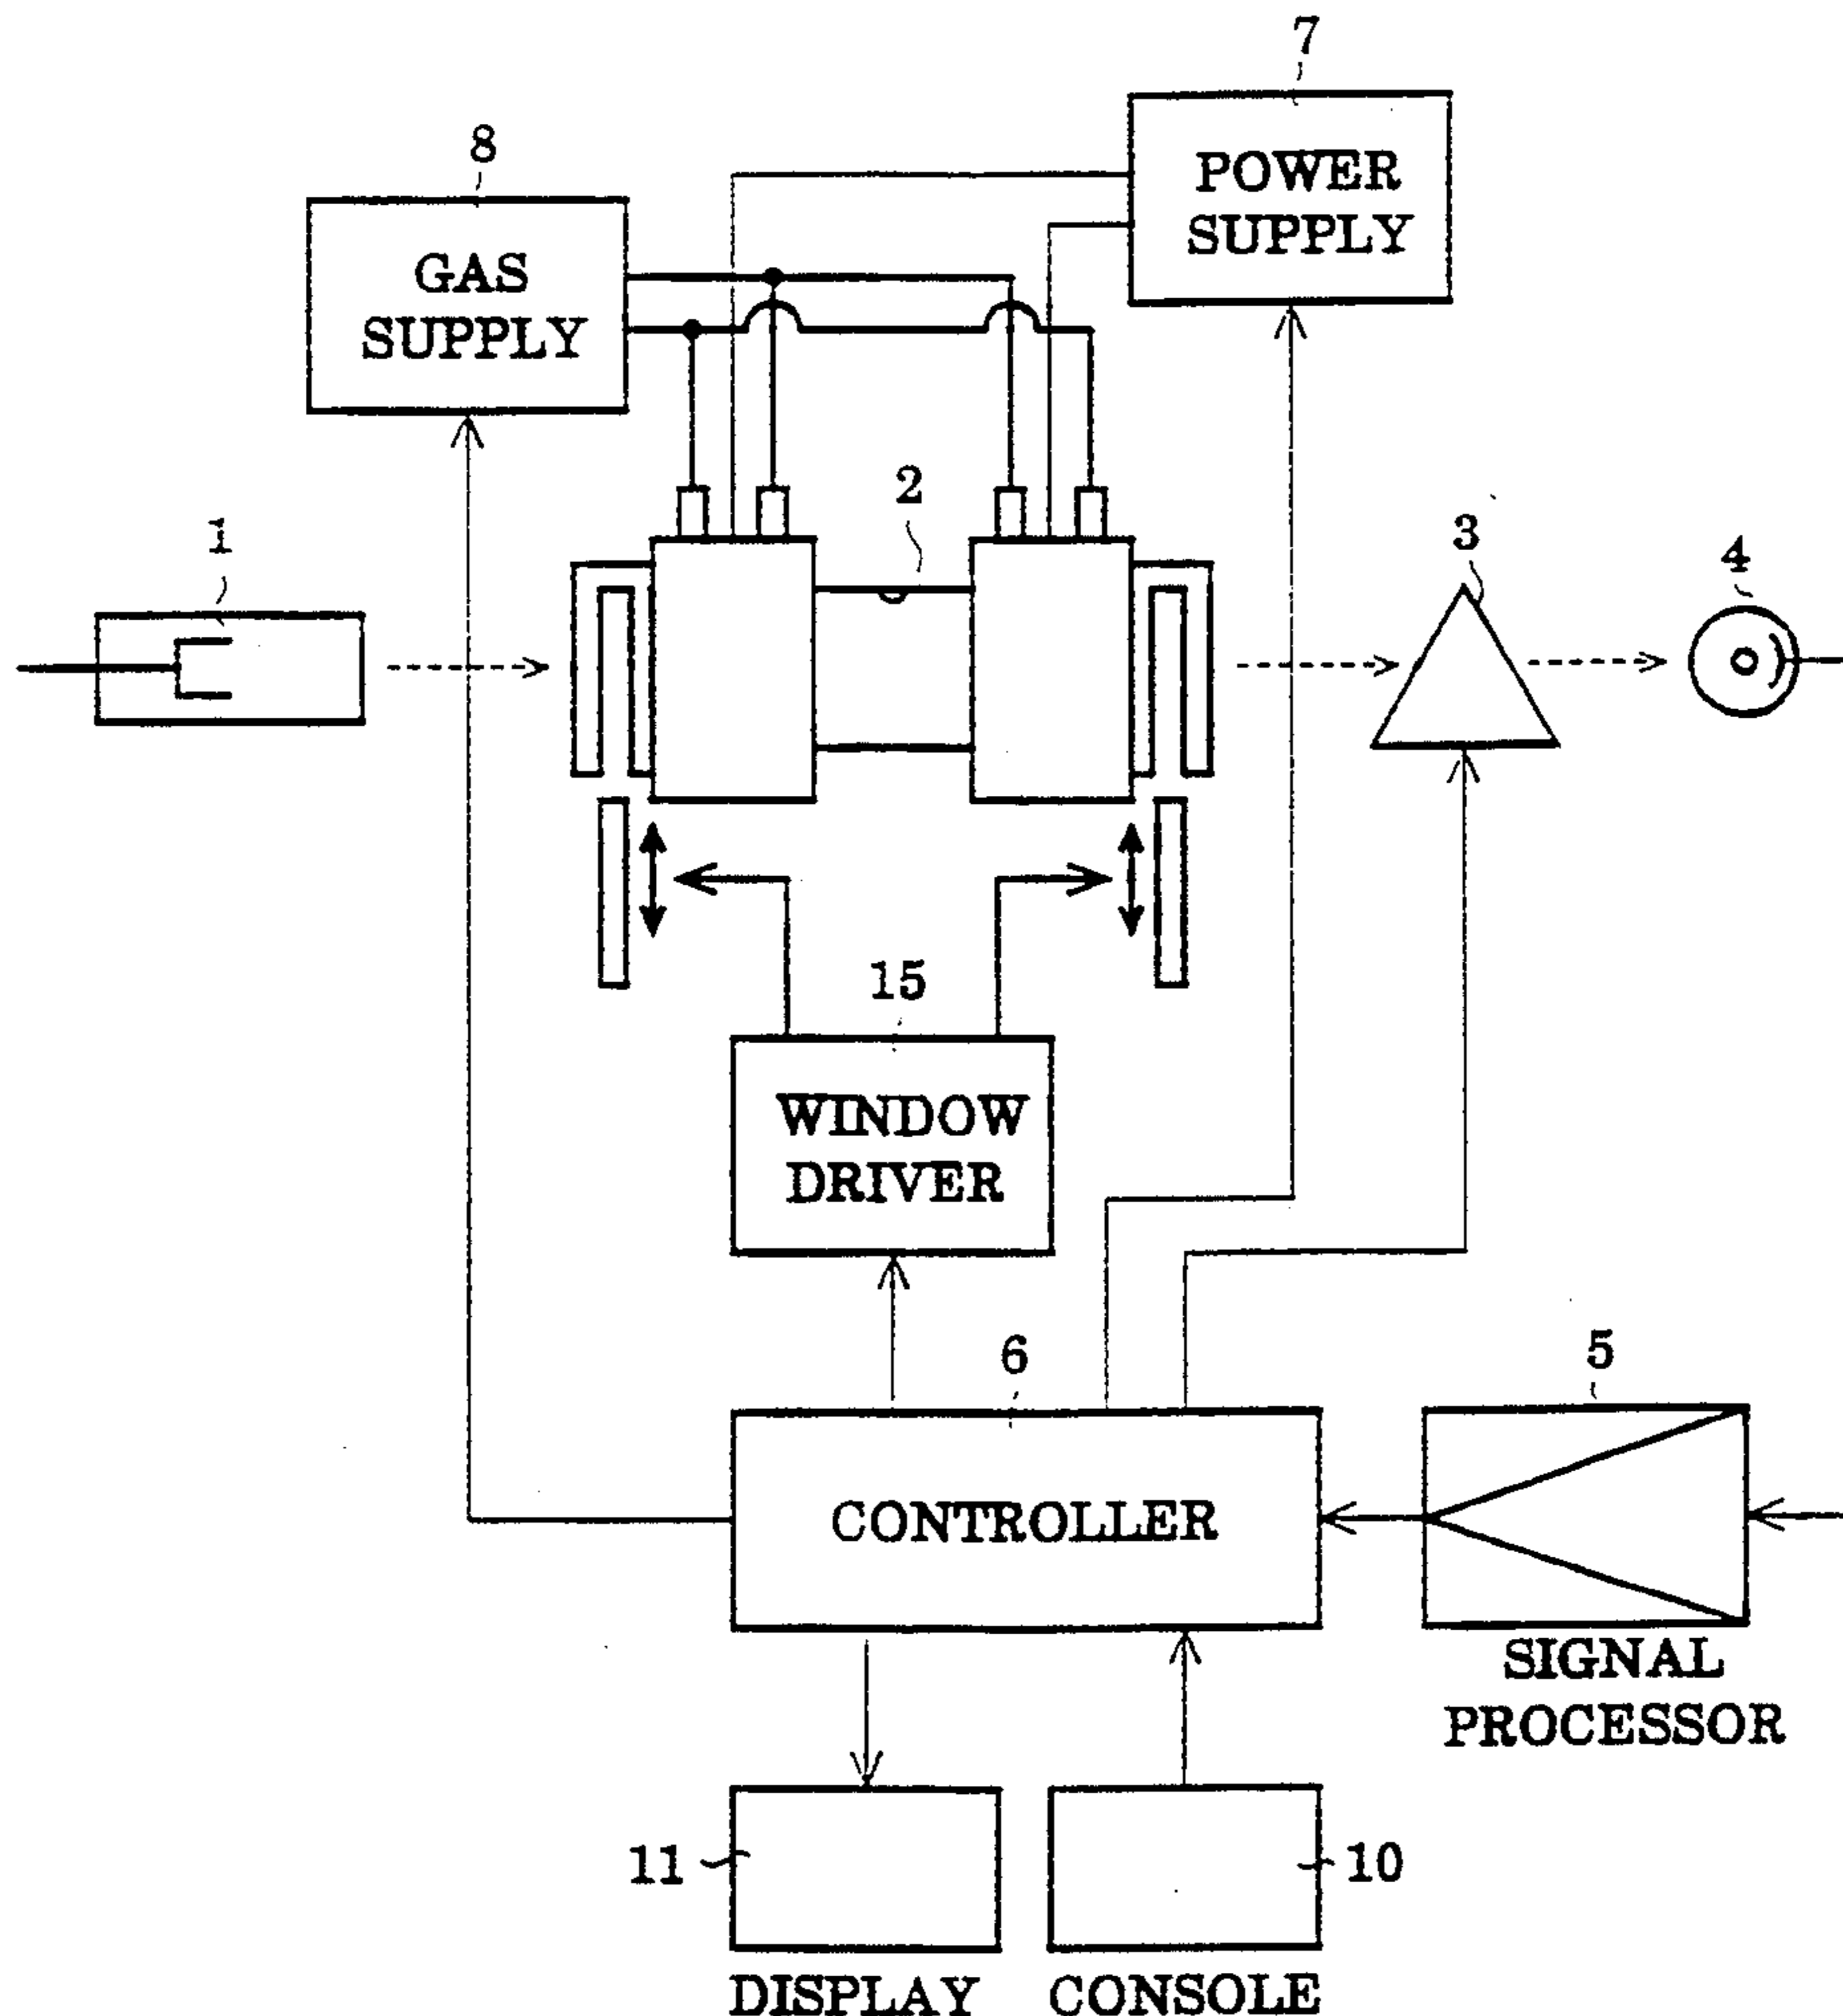 7
8
POWER
SUPPLY
GAS
SUPPLY
2
1
3
4
15
WINDOW
DRIVER
6
5
CONTROLLER
SIGNAL
PROCESSOR
11
10
DISPLAY
CONSOLE